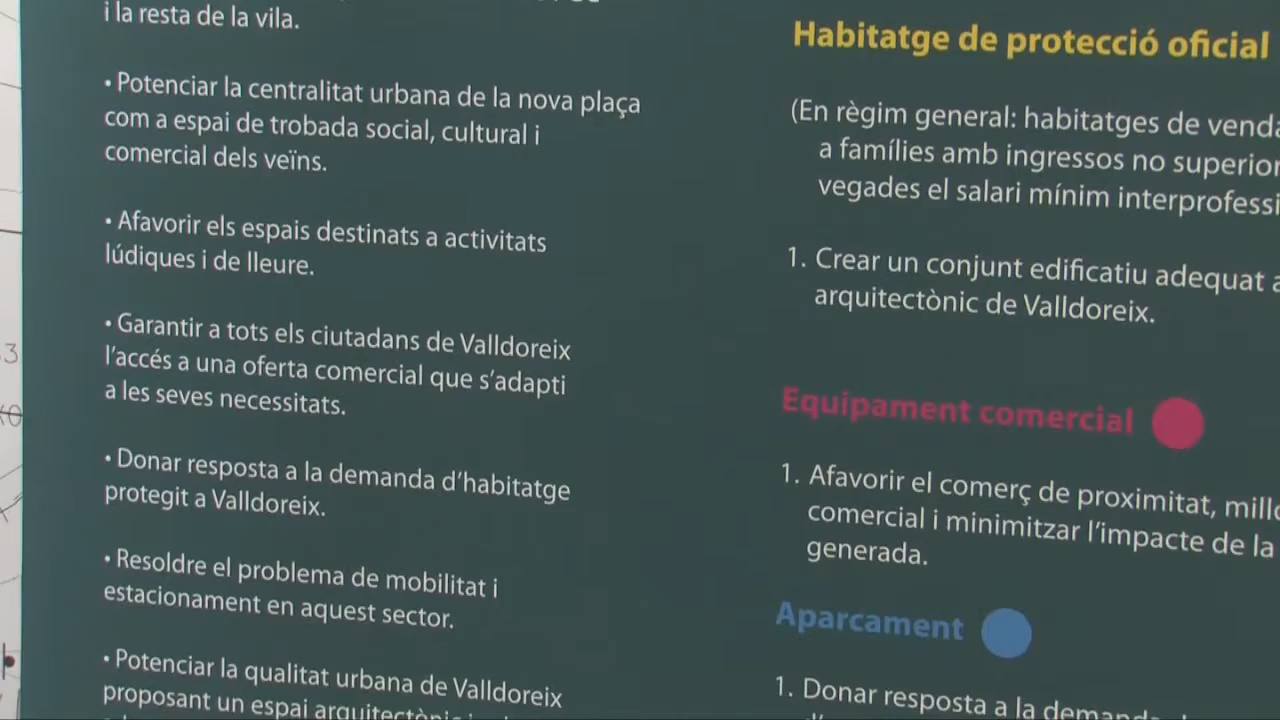 i la resta de la vila.
• Potenciar la centralitat urbana de la nova plaça
com a espai de trobada social, cultural i
comercial dels veïns.
• Afavorir els espais destinats a activitats
lúdiques i de lleure.
• Garantir a tots els ciutadans de Valldoreix
l’accés a una oferta comercial que s’adapti
a les seves necessitats.
• Donar resposta a la demanda d’habitatge
protegit a Valldoreix.
• Resoldre el problema de mobilitat i
estacionament en aquest sector.
• Potenciar la qualitat urbana de Valldoreix
proposant un espai
Habitatge de protecció oficial
(En règim general: habitatges de
a famílies amb ingressos no
vegades el salari mínim
1. Crear un conjunt edificatiu adequat
arquitectònic de Valldoreix.
Equipament comercial
1. Afavorir el comerç de proximitat,
comercial i minimitzar l’impacte de la
generada.
Aparcament
1. Donar resposta a la